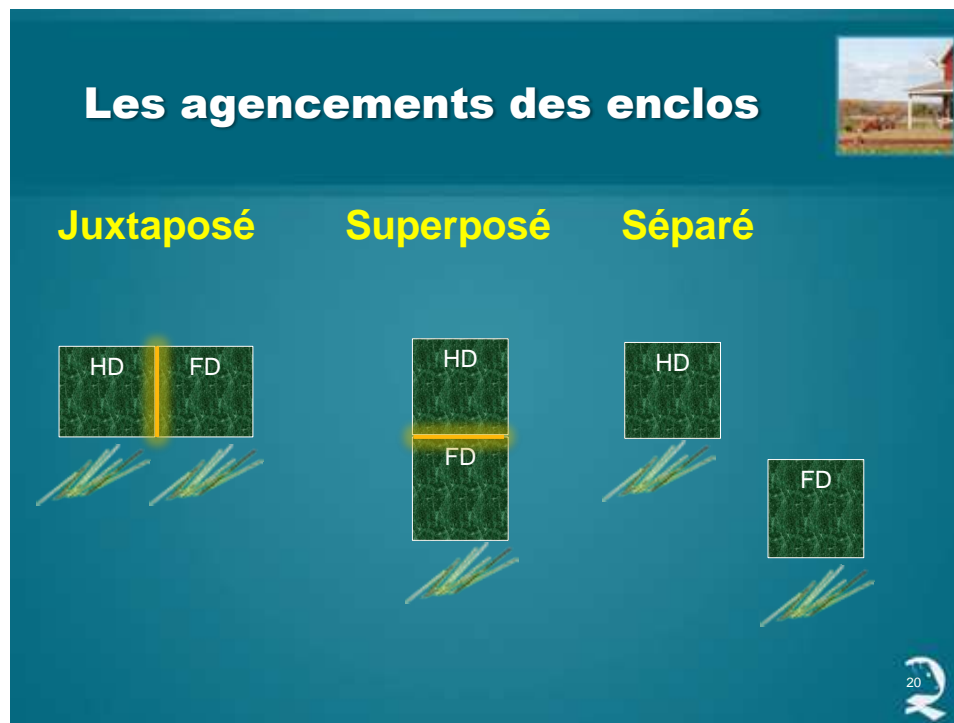 Les agencements des enclos
Juxtaposé Superposé Séparé
HD FD
HD
FD
HD
FD
20